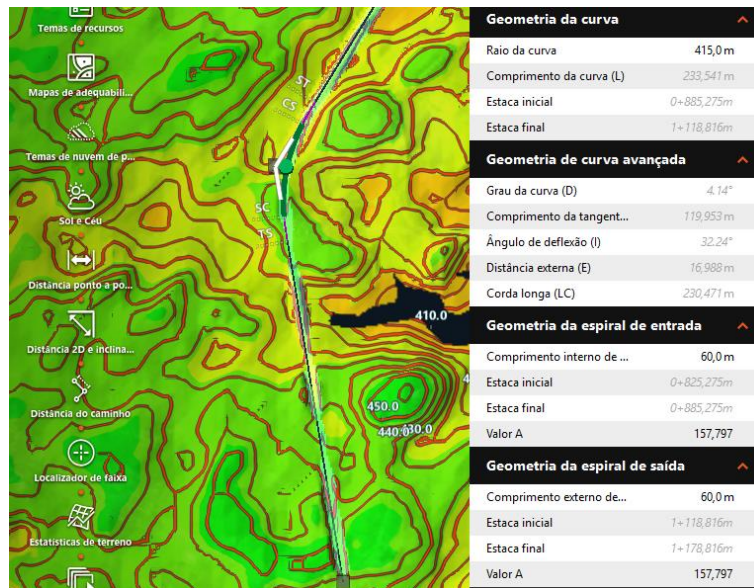 Temas de recursos
Mapas de adequabili...
Temas de nuvem de p...
Sol e Céu
Distância ponto a po...
Distância 2D e inclina...
Distância do caminho
Localizador de faixa
Estatísticas de terreno
ST
CS
SC
TS
410.0
450.0
440.0
430.0
Geometria da curva
Raio da curva 415,0 m
Comprimento da curva (L) 233,541 m
Estaca inicial 0+885,275m
Estaca final 1+118,816m
Geometria de curva avançada
Grau da curva (D) 4.14°
Comprimento da tangent... 119,953 m
Ângulo de deflexão (I) 32.24°
Distância externa (E) 16,988 m
Corda longa (LC) 230,471 m
Geometria da espiral de entrada
Comprimento interno de ... 60,0 m
Estaca inicial 0+825,275m
Estaca final 0+885,275m
Valor A 157,797
Geometria da espiral de saída
Comprimento externo de... 60,0 m
Estaca inicial 1+118,816m
Estaca final 1+178,816m
Valor A 157,797